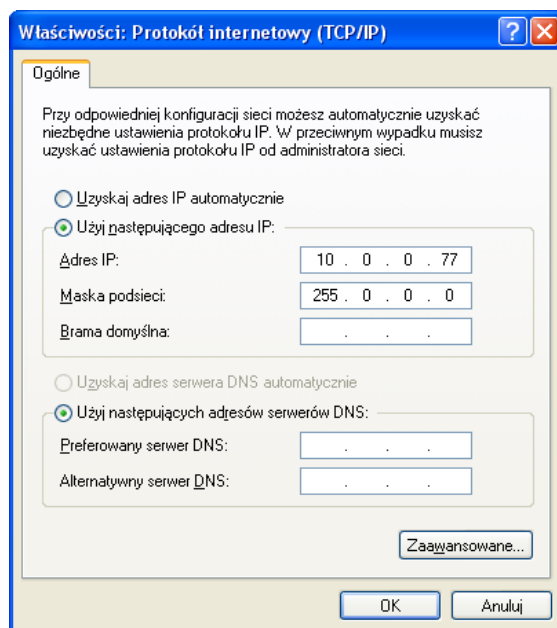 Właściwości: Protokół internetowy (TCP/IP)
Ogólne
Przy odpowiedniej konfiguracji sieci możesz automatycznie uzyskać
niezbędne ustawienia protokołu IP. W przeciwnym wypadku musisz
uzyskać ustawienia protokołu IP od administratora sieci.
Uzyskaj adres IP automatycznie
Użyj następującego adresu IP:
Adres IP: 10 . 0 . 0 . 77
Maska podsieci: 255 . 0 . 0 . 0
Brama domyślna: . . .
Uzyskaj adres serwera DNS automatycznie
Użyj następujących adresów serwerów DNS:
Preferowany serwer DNS: . . .
Alternatywny serwer DNS: . . .
Zaawansowane...
OK Anuluj